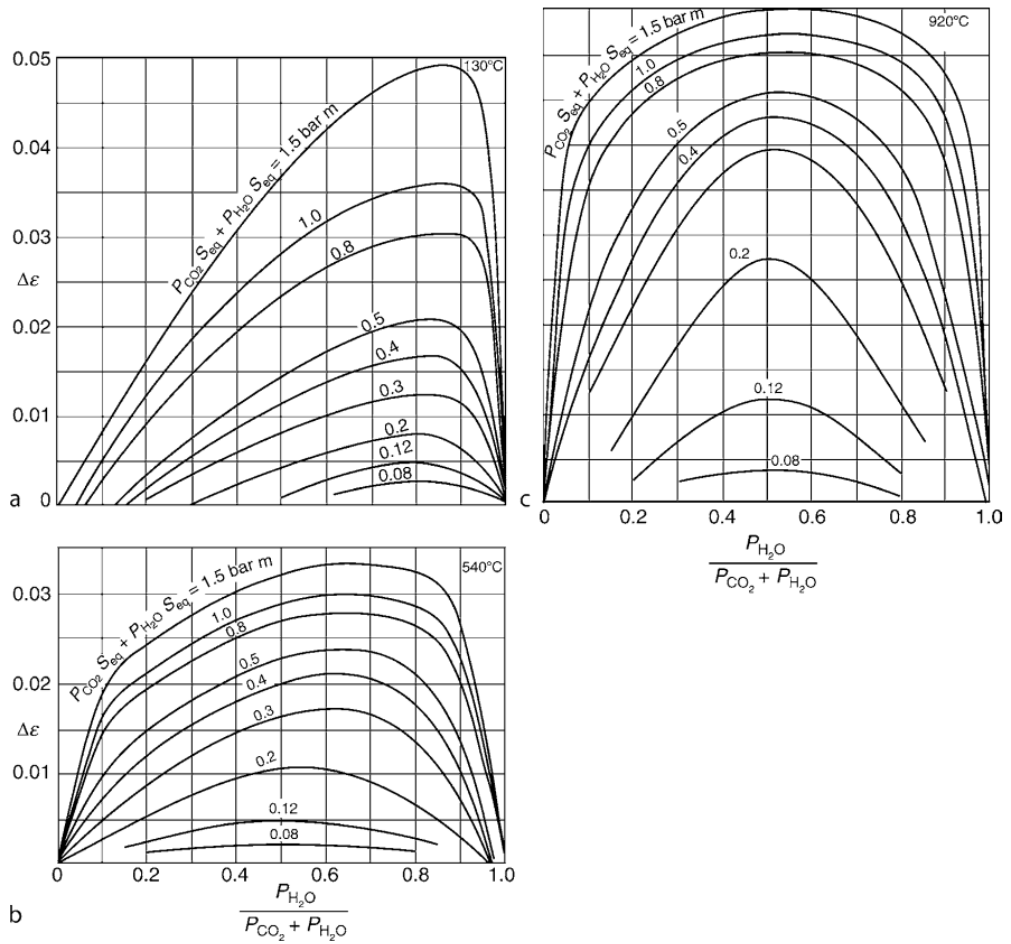 0.05
0.04
0.03
Δε
0.02
0.01
0
a
130°C
P_CO₂ S_eq + P_H₂O S_eq = 1.5 bar m
1.0
0.8
0.5
0.4
0.3
0.2
0.12
0.08
920°C
P_CO₂ S_eq + P_H₂O S_eq = 1.5 bar m
1.0
0.8
0.5
0.4
0.2
0.12
0.08
c
0 0.2 0.4 0.6 0.8 1.0
P_H₂O
P_CO₂ + P_H₂O
540°C
0.03
0.02
Δε
0.01
P_CO₂ S_eq + P_H₂O S_eq = 1.5 bar m
1.0
0.8
0.5
0.4
0.3
0.2
0.12
0.08
0 0.2 0.4 0.6 0.8 1.0
b
P_H₂O
P_CO₂ + P_H₂O